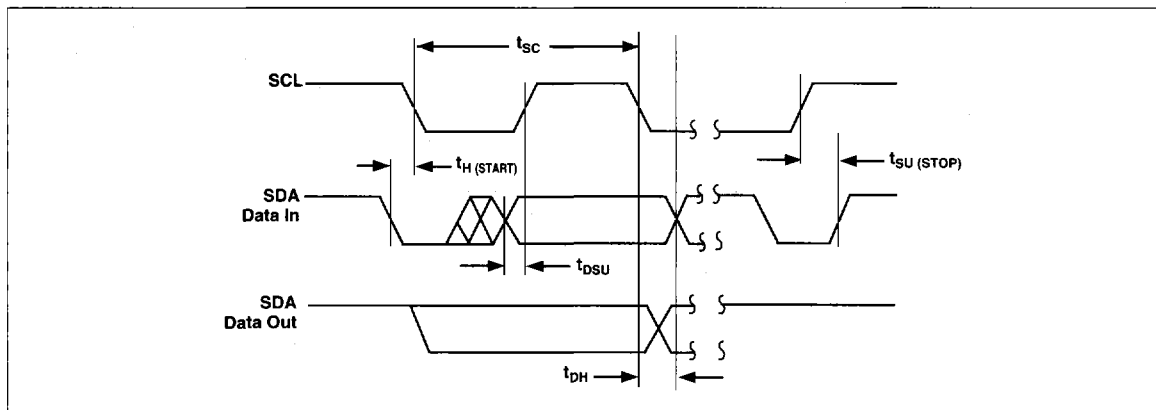 tSC
SCL
tH (START)
tSU (STOP)
SDA
Data In
tDSU
SDA
Data Out
tDH